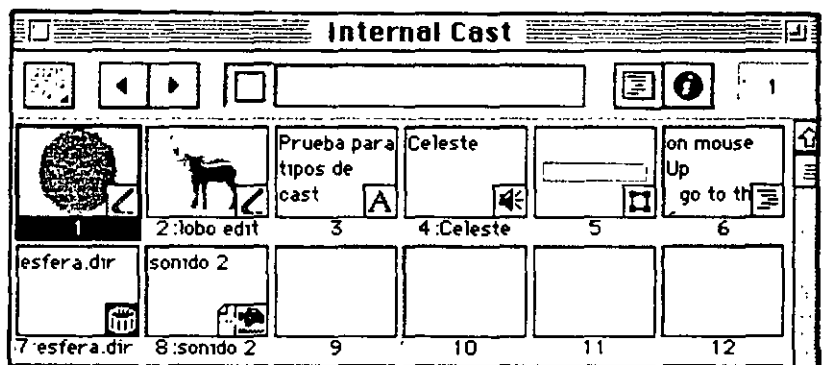 Internal Cast
1
Prueba para
tipos de
cast
A
Celeste
on mouse
Up
go to th
1
2:lobo edit
3
4:Celeste
5
6
esfera.dir
sonido 2
7:esfera.dir
8:sonido 2
9
10
11
12